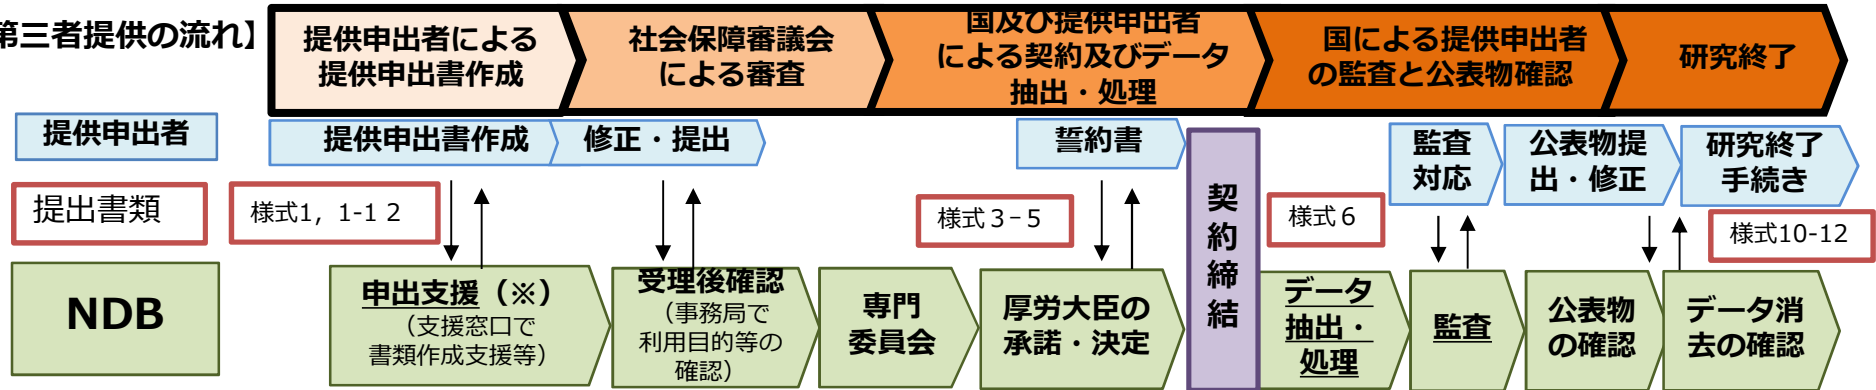 第三者提供の流れ】
提供申出者による
提供申出書作成
社会保障審議会
による審査
国及び提供申出者
による契約及びデータ
抽出・処理
国による提供申出者
の監査と公表物確認
研究終了
提供申出者
提供申出書作成
修正・提出
誓約書
監査
対応
公表物提
出・修正
研究終了
手続き
提出書類
様式1, 1-1 2
様式３−５
契約締結
様式６
様式10-12
NDB
申出支援（※）
（支援窓口で
書類作成支援等）
受理後確認
（事務局で
利用目的等の
確認）
専門
委員会
厚労大臣の
承諾・決定
データ
抽出・
処理
監査
公表物
の確認
データ消
去の確認